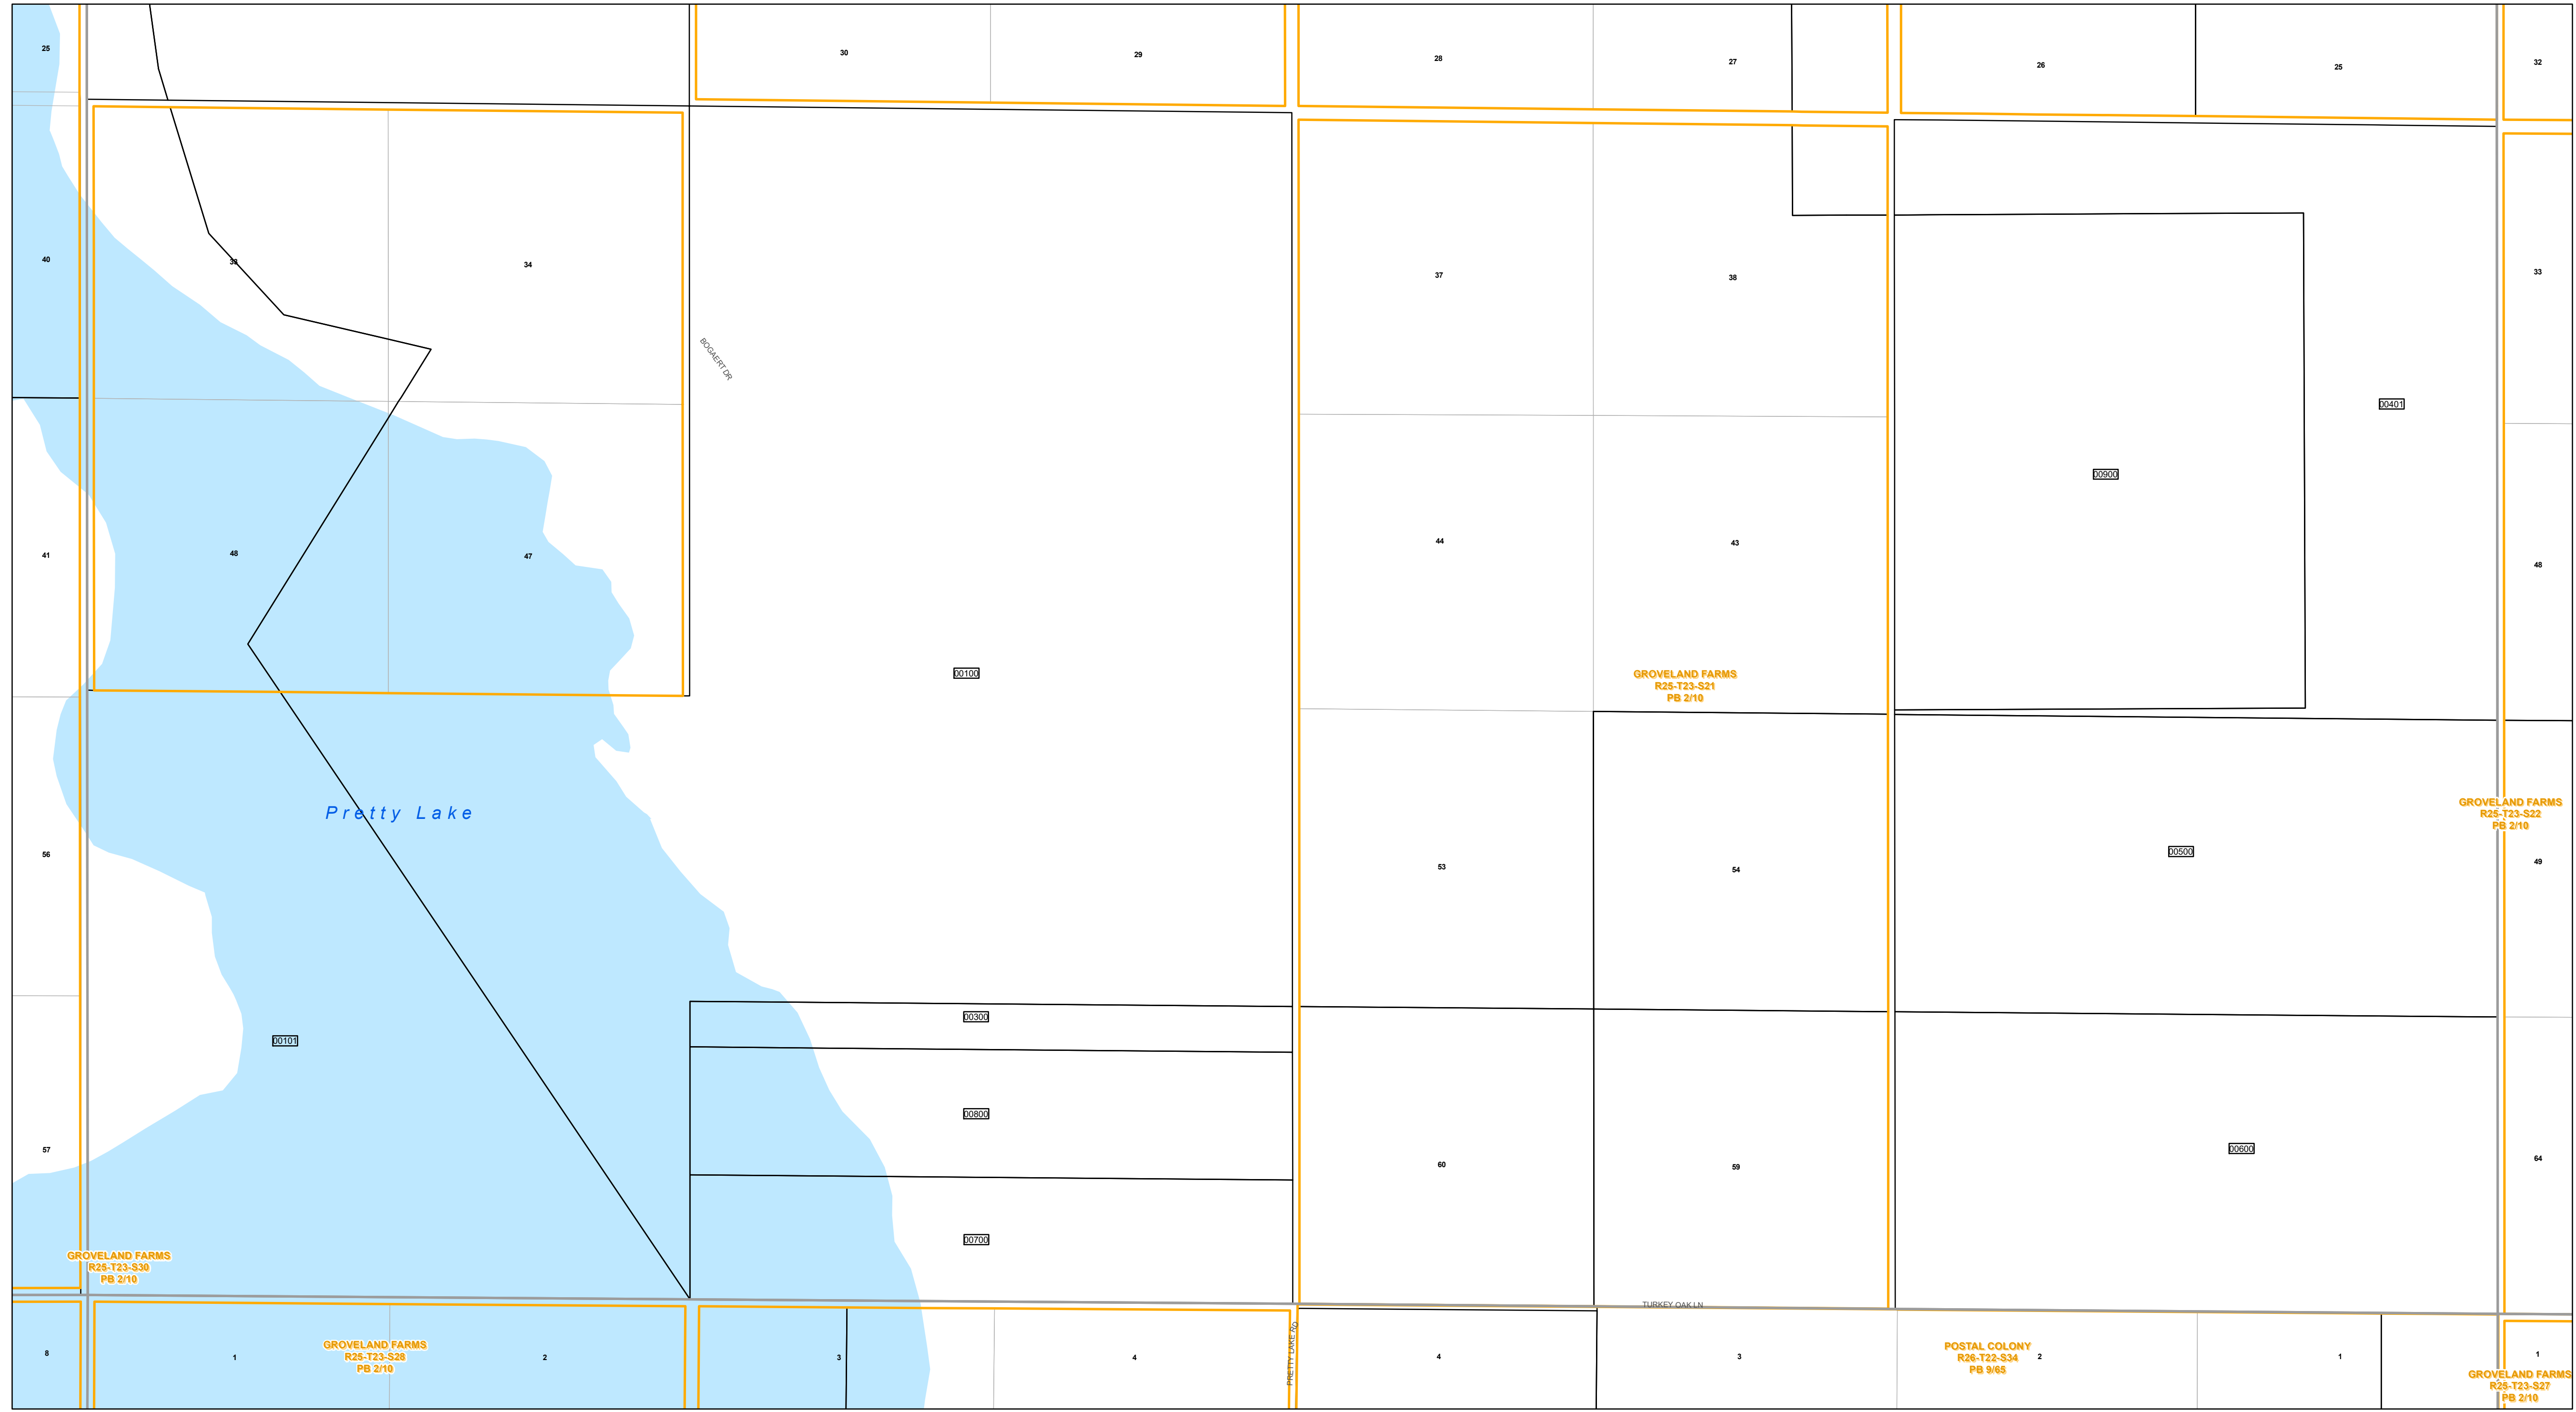 25
30
29
28
27
26
25
32
40
33
34
37
38
33
BOGAERT DR
00401
00900
41
48
47
44
43
48
00100
GROVELAND FARMS
R25-T23-S21
PB 2/10
Pretty Lake
GROVELAND FARMS
R25-T23-S22
PB 2/10
56
53
54
00500
49
00300
00101
00800
57
60
59
00600
64
00700
GROVELAND FARMS
R25-T23-S30
PB 2/10
TURKEY OAK LN
PRETTY LAKE RD
8
1
GROVELAND FARMS
R25-T23-S28
PB 2/10
2
3
4
4
3
POSTAL COLONY
R26-T22-S34
PB 9/65
2
1
1
GROVELAND FARMS
R25-T23-S27
PB 2/10